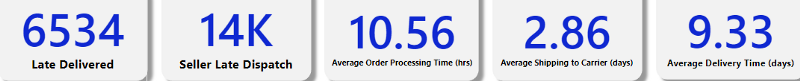 6534
Late Delivered
14K
Seller Late Dispatch
10.56
Average Order Processing Time (hrs)
2.86
Average Shipping to Carrier (days)
9.33
Average Delivery Time (days)